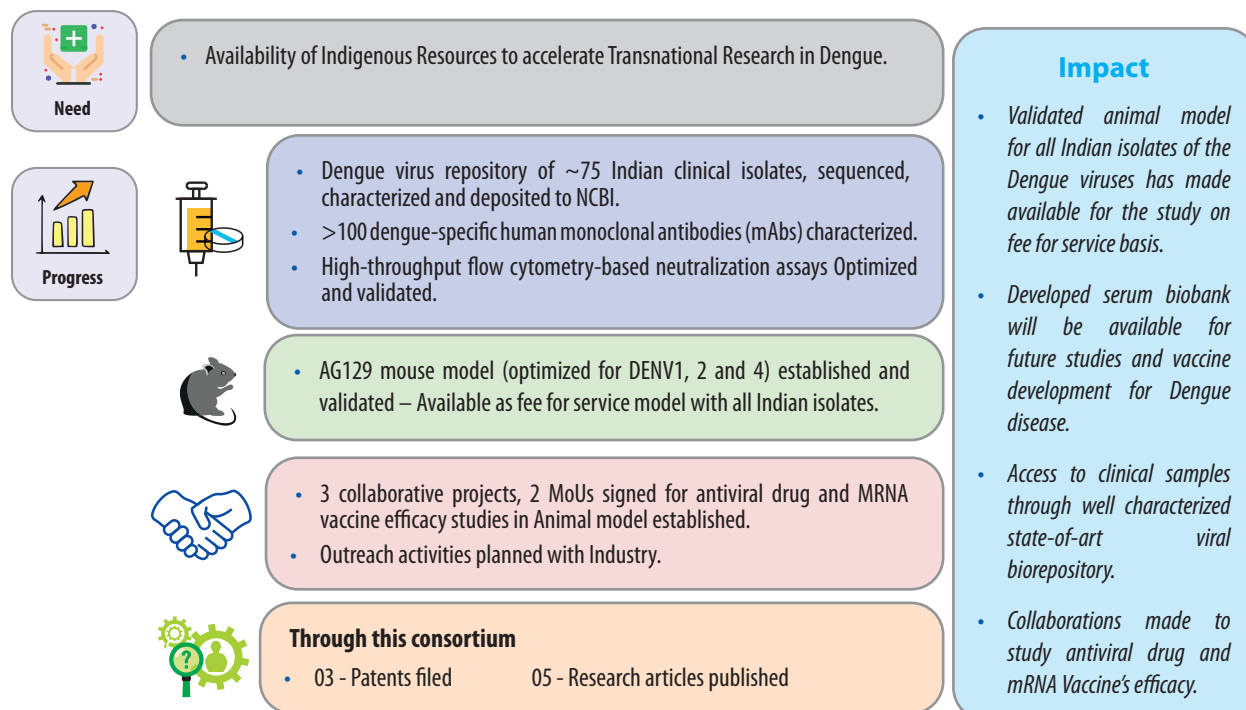 Need
• Availability of Indigenous Resources to accelerate Transnational Research in Dengue.
Progress
• Dengue virus repository of ~75 Indian clinical isolates, sequenced,
characterized and deposited to NCBI.
• >100 dengue-specific human monoclonal antibodies (mAbs) characterized.
• High-throughput flow cytometry-based neutralization assays Optimized
and validated.
• AG129 mouse model (optimized for DENV1, 2 and 4) established and
validated – Available as fee for service model with all Indian isolates.
• 3 collaborative projects, 2 MoUs signed for antiviral drug and MRNA
vaccine efficacy studies in Animal model established.
• Outreach activities planned with Industry.
?
Through this consortium
• 03 - Patents filed 05 - Research articles published
Impact
• Validated animal model
for all Indian isolates of the
Dengue viruses has made
available for the study on
fee for service basis.
• Developed serum biobank
will be available for
future studies and vaccine
development for Dengue
disease.
• Access to clinical samples
through well characterized
state-of-art viral
biorepository.
• Collaborations made to
study antiviral drug and
mRNA Vaccine's efficacy.